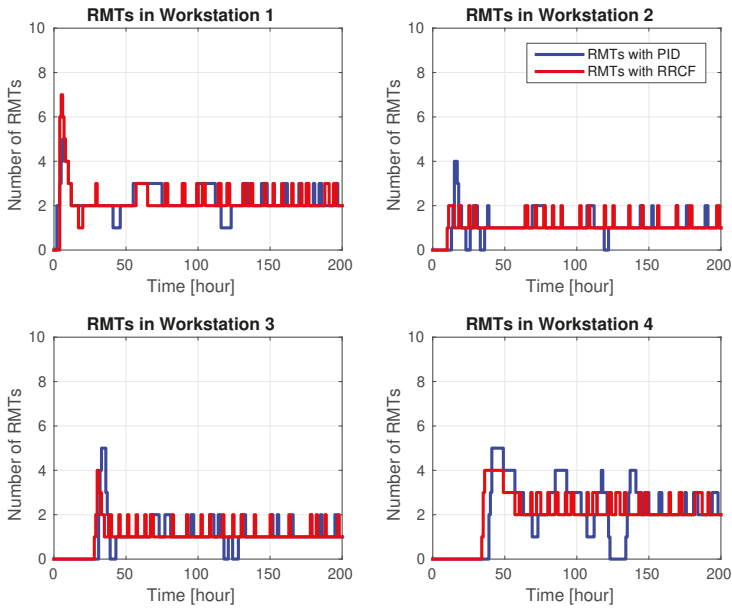 RMTs in Workstation 1
10
8
6
4
2
0
Number of RMTs
0 50 100 150 200
Time [hour]
RMTs in Workstation 2
RMTs with PID
RMTs with RRCF
10
8
6
4
2
0
Number of RMTs
0 50 100 150 200
Time [hour]
RMTs in Workstation 3
10
8
6
4
2
0
Number of RMTs
0 50 100 150 200
Time [hour]
RMTs in Workstation 4
10
8
6
4
2
0
Number of RMTs
0 50 100 150 200
Time [hour]